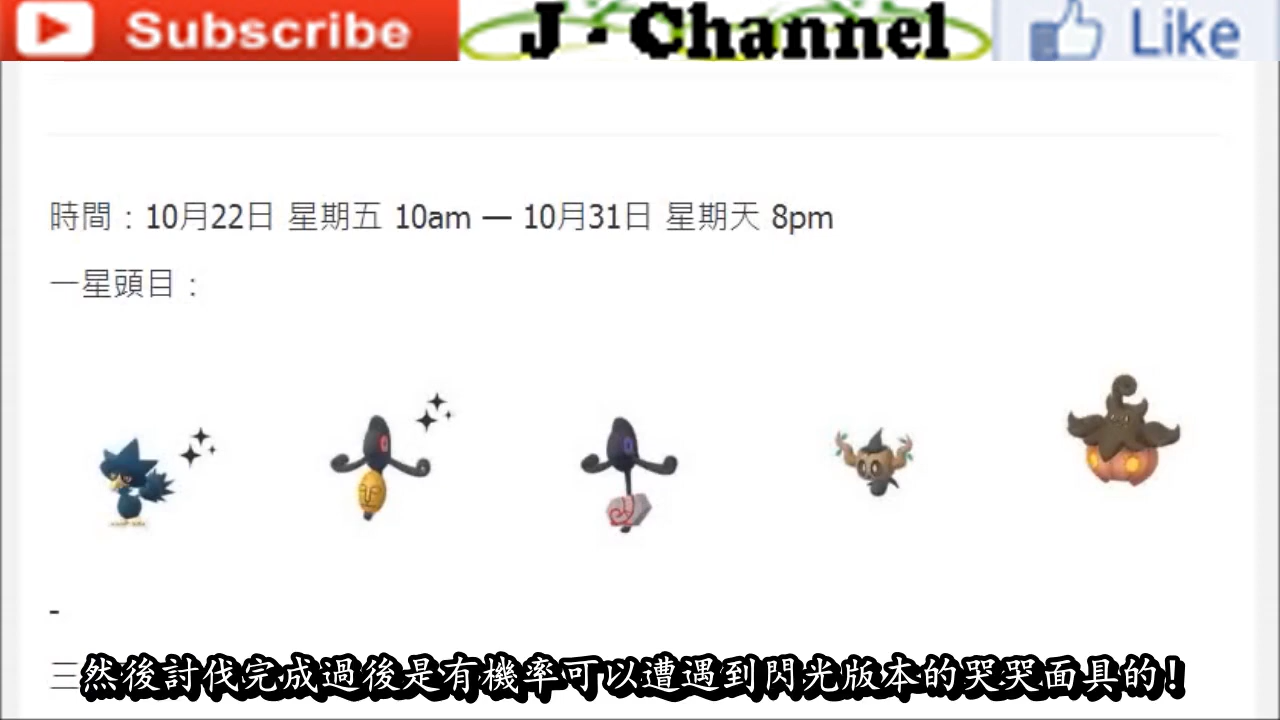 Subscribe
J - Channel
Like
時間：10月22日 星期五 10am — 10月31日 星期天 8pm
一星頭目：
-
三
然後討伐完成過後是有機率可以遭遇到閃光版本的哭哭面具的!